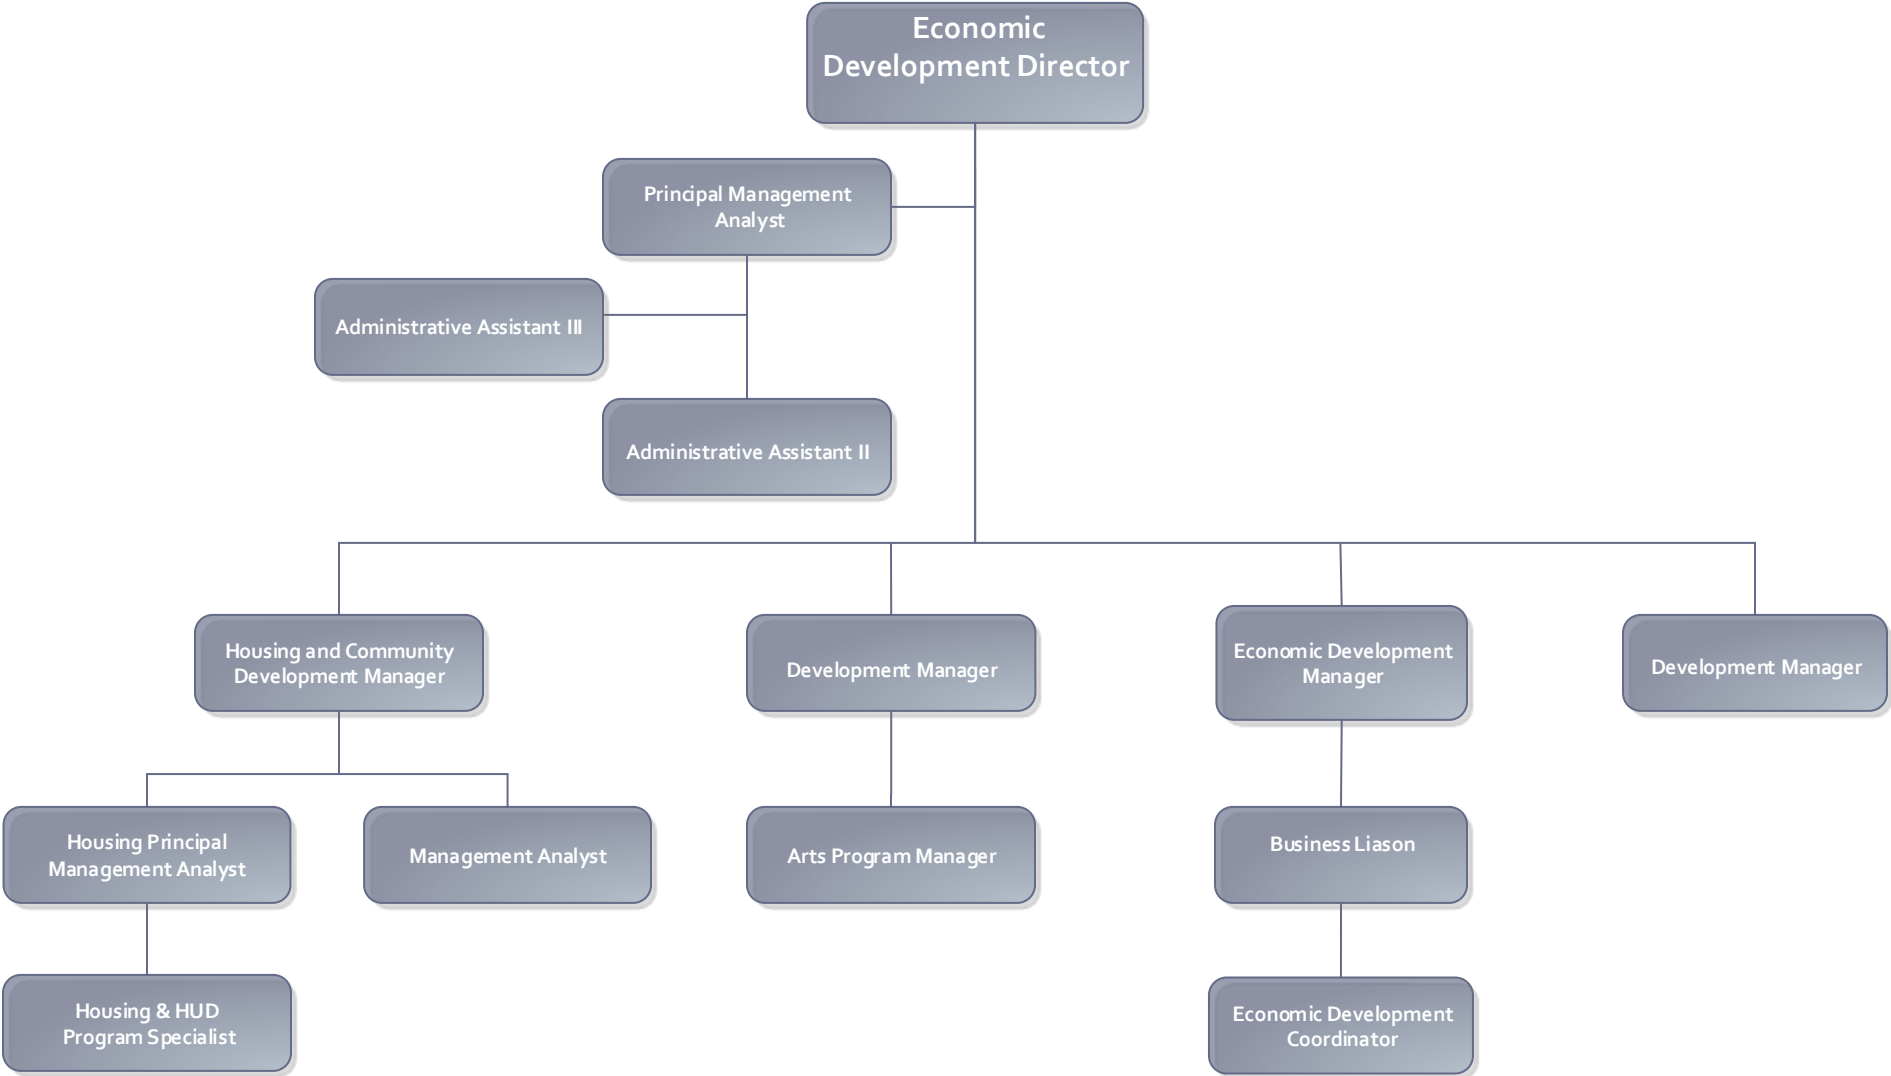 Economic
Development Director
Principal Management
Analyst
Administrative Assistant III
Administrative Assistant II
Housing and Community
Development Manager
Development Manager
Economic Development
Manager
Development Manager
Housing Principal
Management Analyst
Management Analyst
Arts Program Manager
Business Liason
Housing & HUD
Program Specialist
Economic Development
Coordinator